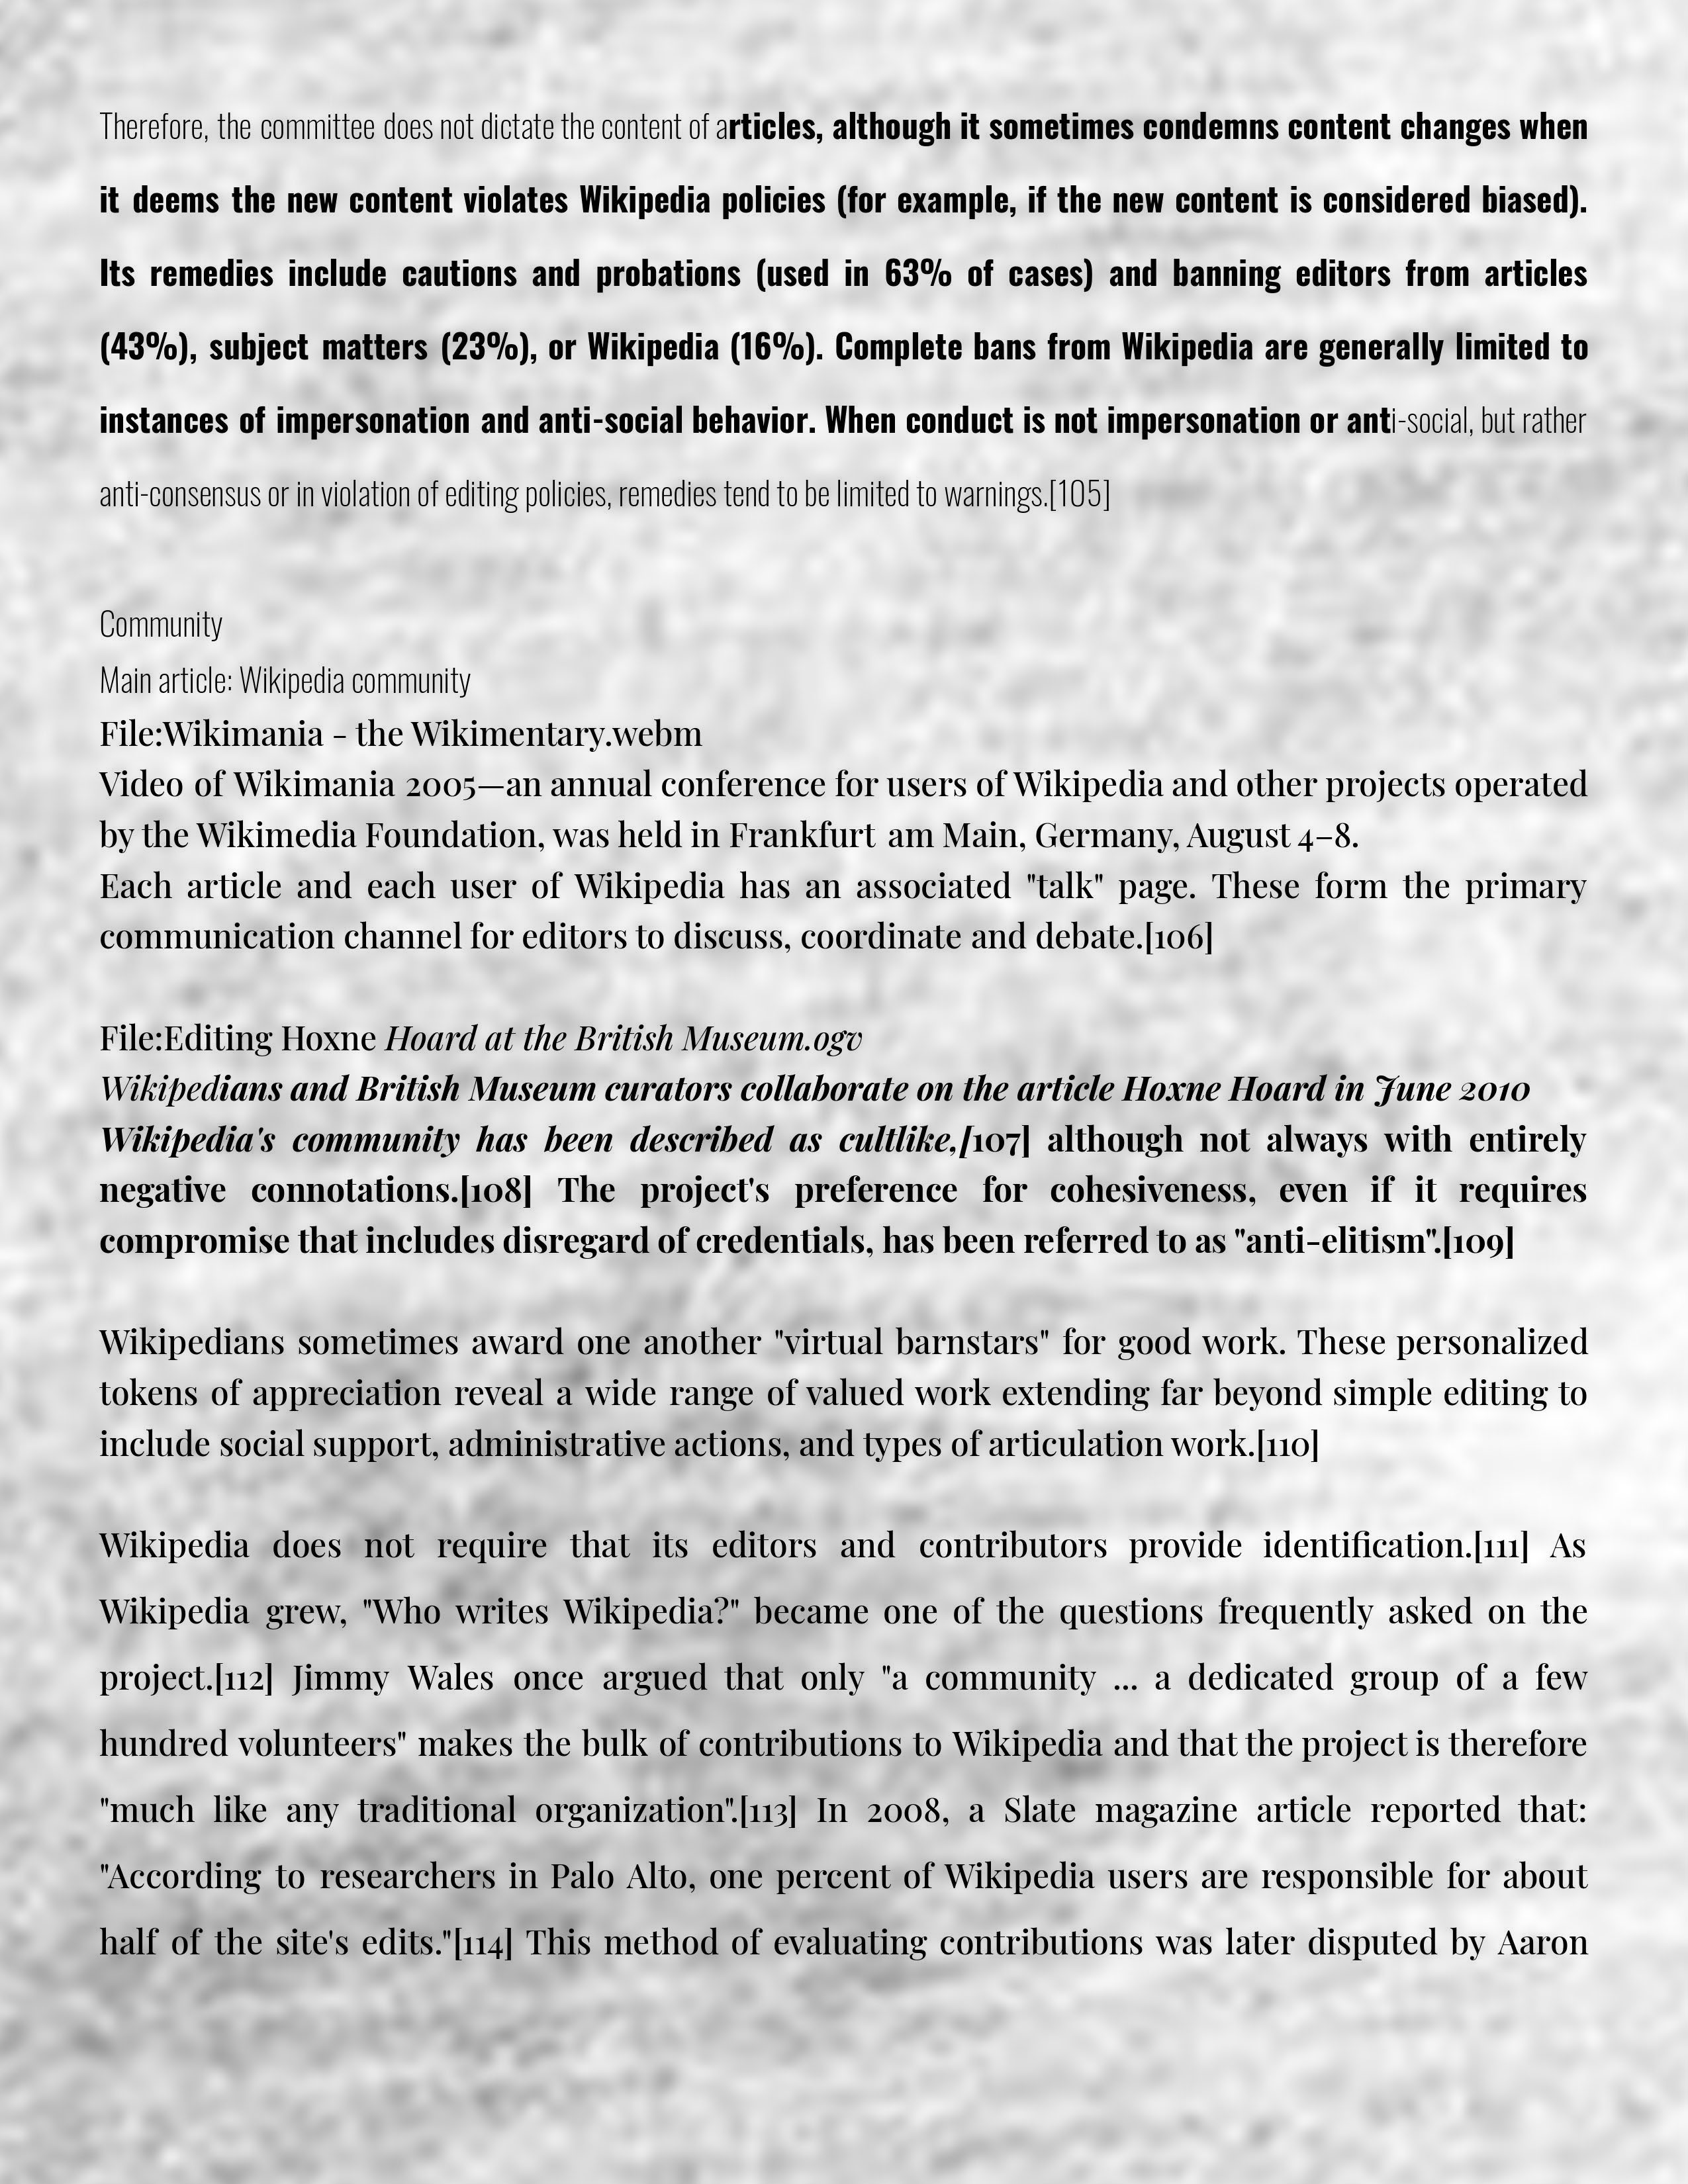 Therefore, the committee does not dictate the content of articles, although it sometimes condemns content changes when
it deems the new content violates Wikipedia policies (for example, if the new content is considered biased).
Its remedies include cautions and probations (used in 63% of cases) and banning editors from articles
(43%), subject matters (23%), or Wikipedia (16%). Complete bans from Wikipedia are generally limited to
instances of impersonation and anti-social behavior. When conduct is not impersonation or anti-social, but rather
anti-consensus or in violation of editing policies, remedies tend to be limited to warnings.[105]
Community
Main article: Wikipedia community
File:Wikimania - the Wikimentary.webm
Video of Wikimania 2005—an annual conference for users of Wikipedia and other projects operated
by the Wikimedia Foundation, was held in Frankfurt am Main, Germany, August 4–8.
Each article and each user of Wikipedia has an associated "talk" page. These form the primary
communication channel for editors to discuss, coordinate and debate.[106]
File:Editing Hoxne Hoard at the British Museum.ogv
Wikipedians and British Museum curators collaborate on the article Hoxne Hoard in June 2010
Wikipedia's community has been described as cultlike,[107] although not always with entirely
negative connotations.[108] The project's preference for cohesiveness, even if it requires
compromise that includes disregard of credentials, has been referred to as "anti-elitism".[109]
Wikipedians sometimes award one another "virtual barnstars" for good work. These personalized
tokens of appreciation reveal a wide range of valued work extending far beyond simple editing to
include social support, administrative actions, and types of articulation work.[110]
Wikipedia does not require that its editors and contributors provide identification.[111] As
Wikipedia grew, "Who writes Wikipedia?" became one of the questions frequently asked on the
project.[112] Jimmy Wales once argued that only "a community ... a dedicated group of a few
hundred volunteers" makes the bulk of contributions to Wikipedia and that the project is therefore
"much like any traditional organization".[113] In 2008, a Slate magazine article reported that:
"According to researchers in Palo Alto, one percent of Wikipedia users are responsible for about
half of the site's edits."[114] This method of evaluating contributions was later disputed by Aaron